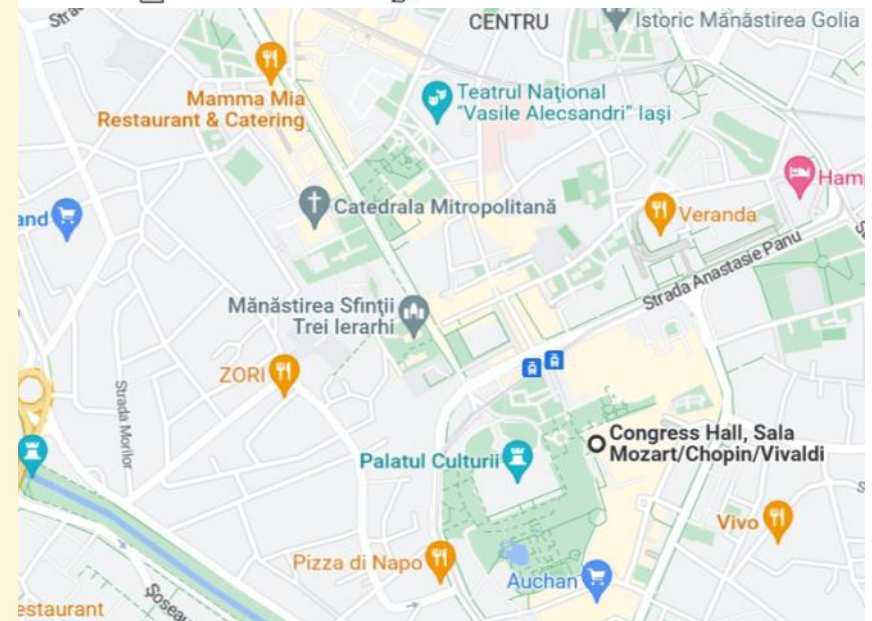 Stra
CENTRU
Istoric Mănăstirea Golia
Mamma Mia
Restaurant & Catering
Teatrul Național
"Vasile Alecsandri" Iași
Ham
Catedrala Mitropolitană
Veranda
and
Strada Anastasie Panu
Mănăstirea Sfinții
Trei Ierarhi
ZORI
Strada Morilor
Congress Hall, Sala
Mozart/Chopin/Vivaldi
Palatul Culturii
Vivo
Pizza di Napo
Auchan
Șoseau
estaurant